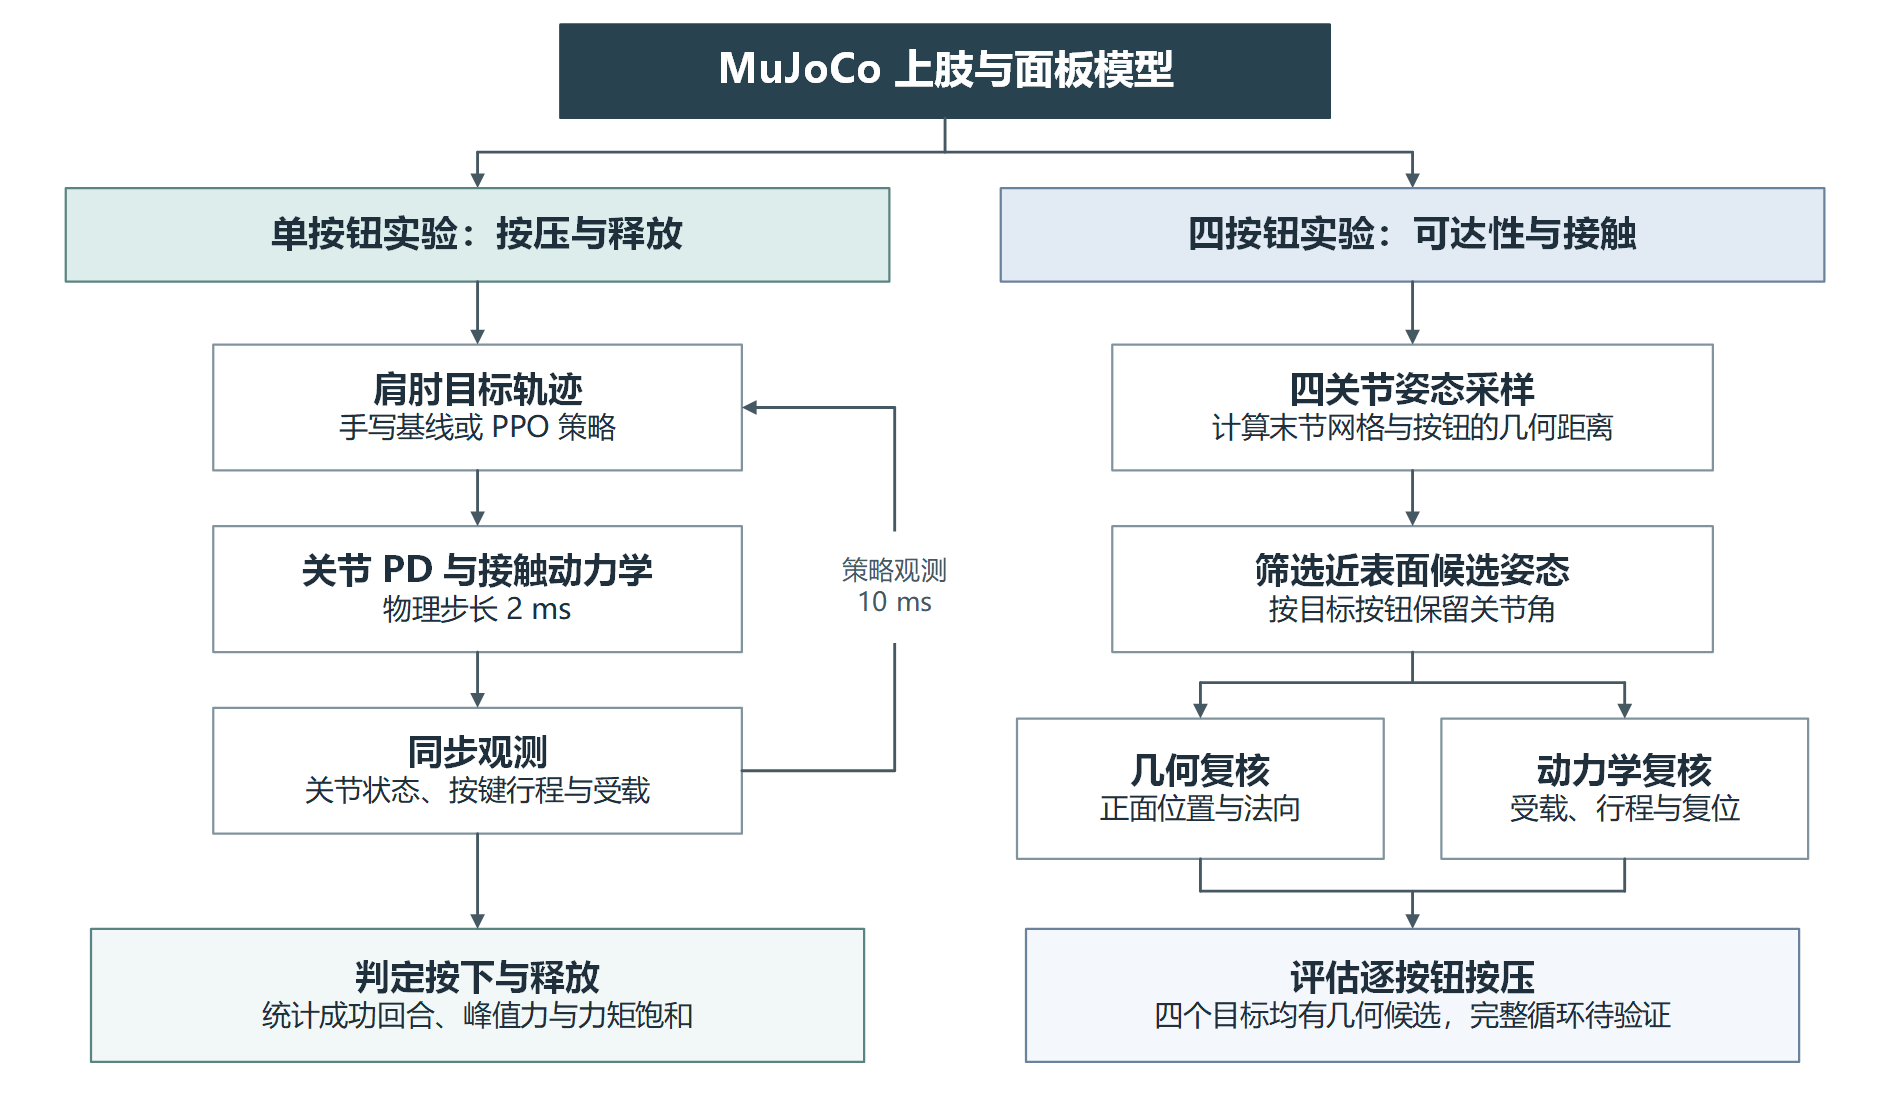 MuJoCo 上肢与面板模型
单按钮实验：按压与释放
肩肘目标轨迹
手写基线或 PPO 策略
关节 PD 与接触动力学
物理步长 2 ms
策略观测
10 ms
同步观测
关节状态、按键行程与受载
判定按下与释放
统计成功回合、峰值力与力矩饱和
四按钮实验：可达性与接触
四关节姿态采样
计算末节网格与按钮的几何距离
筛选近表面候选姿态
按目标按钮保留关节角
几何复核
正面位置与法向
动力学复核
受载、行程与复位
评估逐按钮按压
四个目标均有几何候选，完整循环待验证